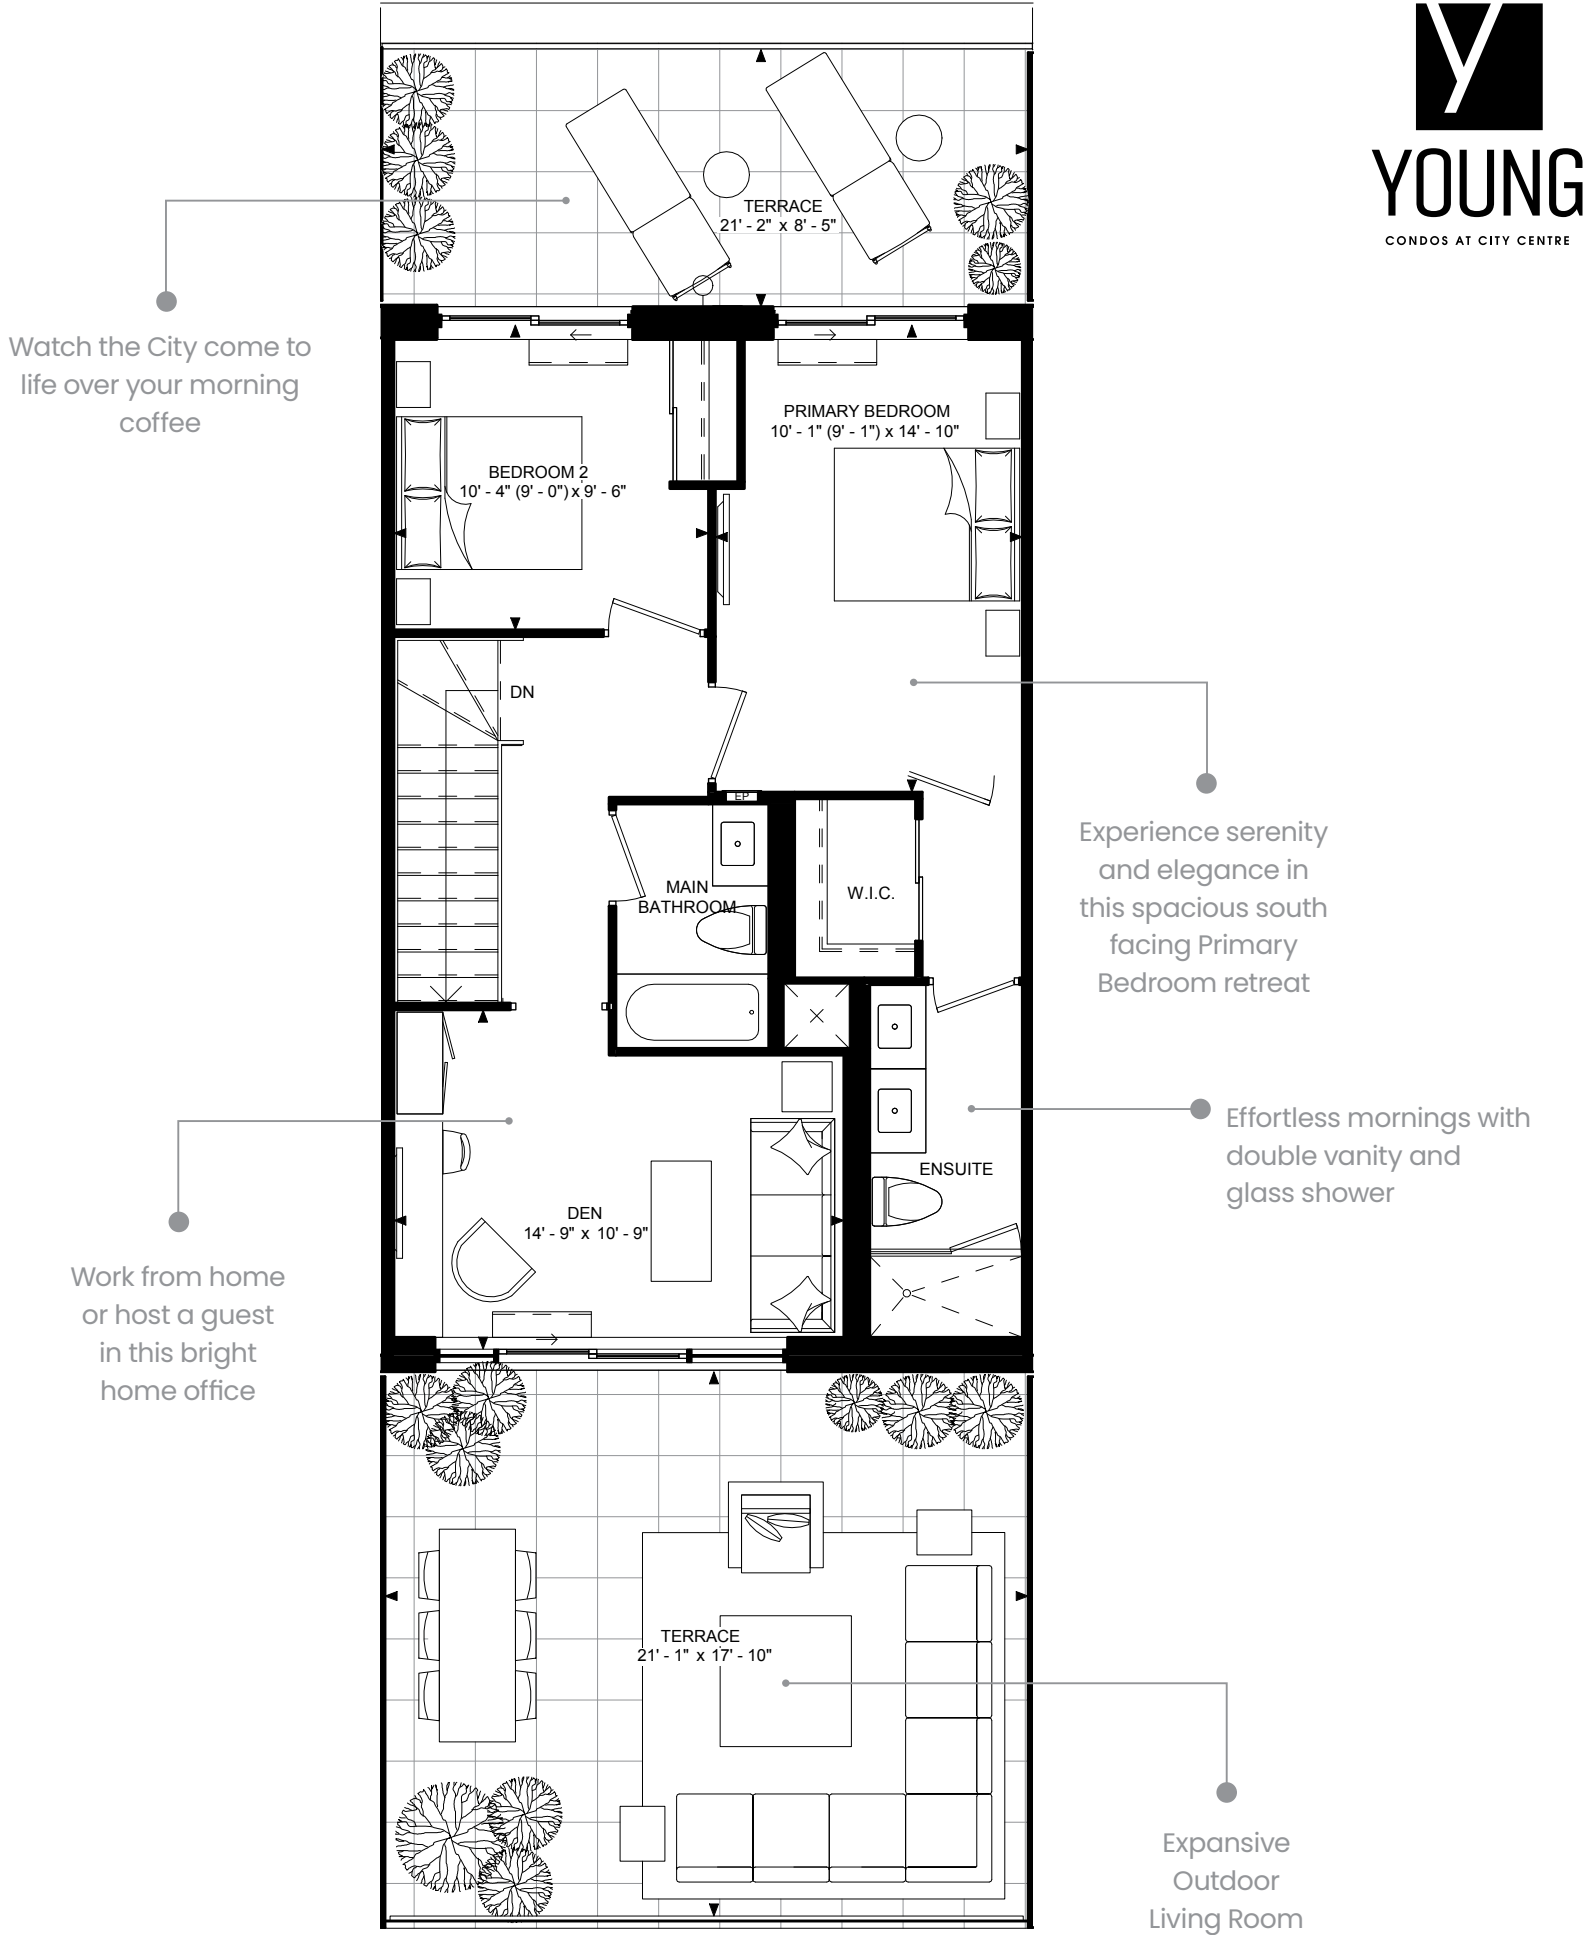 Y
YOUNG
CONDOS AT CITY CENTRE
TERRACE
21' - 2" x 8' - 5"
Watch the City come to
life over your morning
coffee
PRIMARY BEDROOM
10' - 1" (9' - 1") x 14' - 10"
BEDROOM 2
10' - 4" (9' - 0") x 9' - 6"
DN
EP
Experience serenity
and elegance in
this spacious south
facing Primary
Bedroom retreat
MAIN
BATHROOM
W.I.C.
Effortless mornings with
double vanity and
glass shower
ENSUITE
DEN
14' - 9" x 10' - 9"
Work from home
or host a guest
in this bright
home office
TERRACE
21' - 1" x 17' - 10"
Expansive
Outdoor
Living Room